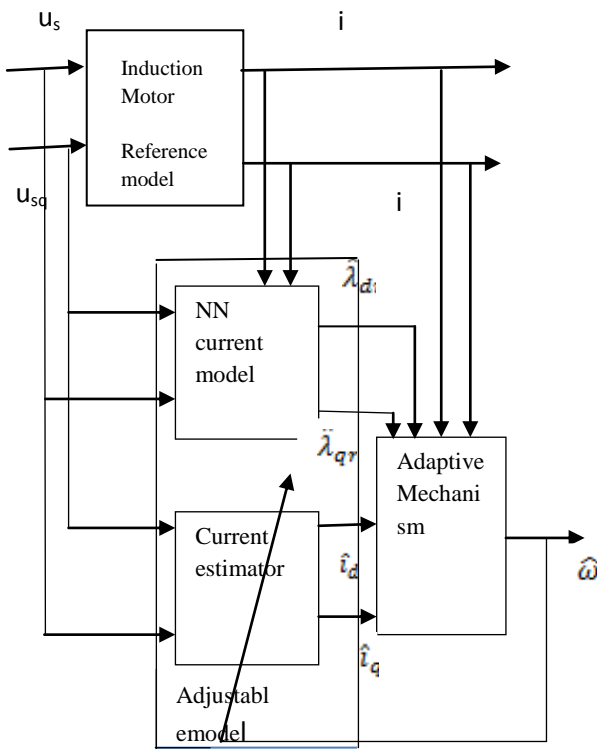 u_s
i
Induction
Motor
Reference
model
u_sq
i
λ̂_d
NN
current
model
λ̂_qr
Adaptive
Mechani
sm
Current
estimator
î_d
ω̂
î_q
Adjustabl
emodel